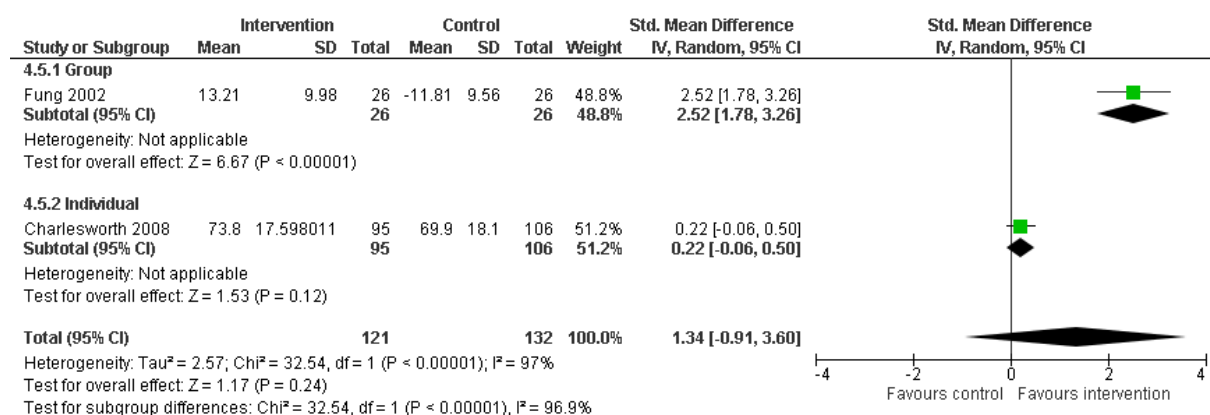 Intervention Control Std. Mean Difference Std. Mean Difference
Study or Subgroup Mean SD Total Mean SD Total Weight IV, Random, 95% CI IV, Random, 95% CI
4.5.1 Group
Fung 2002 13.21 9.98 26 -11.81 9.56 26 48.8% 2.52 [1.78, 3.26]
Subtotal (95% CI) 26 26 48.8% 2.52 [1.78, 3.26]
Heterogeneity: Not applicable
Test for overall effect: Z = 6.67 (P < 0.00001)
4.5.2 Individual
Charlesworth 2008 73.8 17.598011 95 69.9 18.1 106 51.2% 0.22 [-0.06, 0.50]
Subtotal (95% CI) 95 106 51.2% 0.22 [-0.06, 0.50]
Heterogeneity: Not applicable
Test for overall effect: Z = 1.53 (P = 0.12)
Total (95% CI) 121 132 100.0% 1.34 [-0.91, 3.60]
Heterogeneity: Tau² = 2.57; Chi² = 32.54, df = 1 (P < 0.00001); I² = 97%
Test for overall effect: Z = 1.17 (P = 0.24)
Test for subgroup differences: Chi² = 32.54, df = 1 (P < 0.00001), I² = 96.9%
-4 -2 0 2 4
Favours control Favours intervention